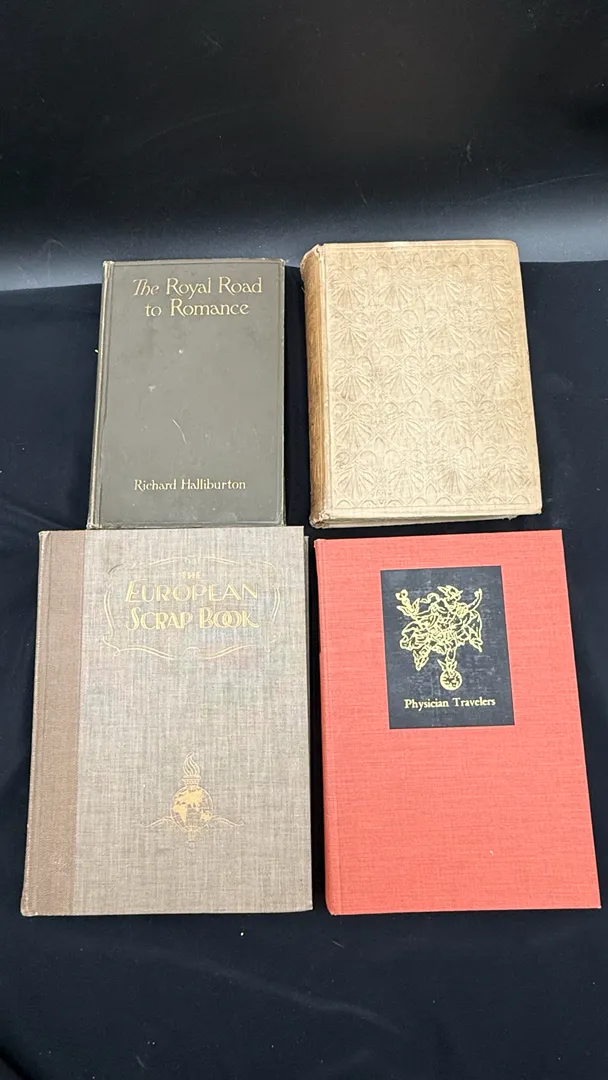 The Royal Road
to Romance
Richard Halliburton
THE
EUROPEAN
SCRAP BOOK
Physician Travelers